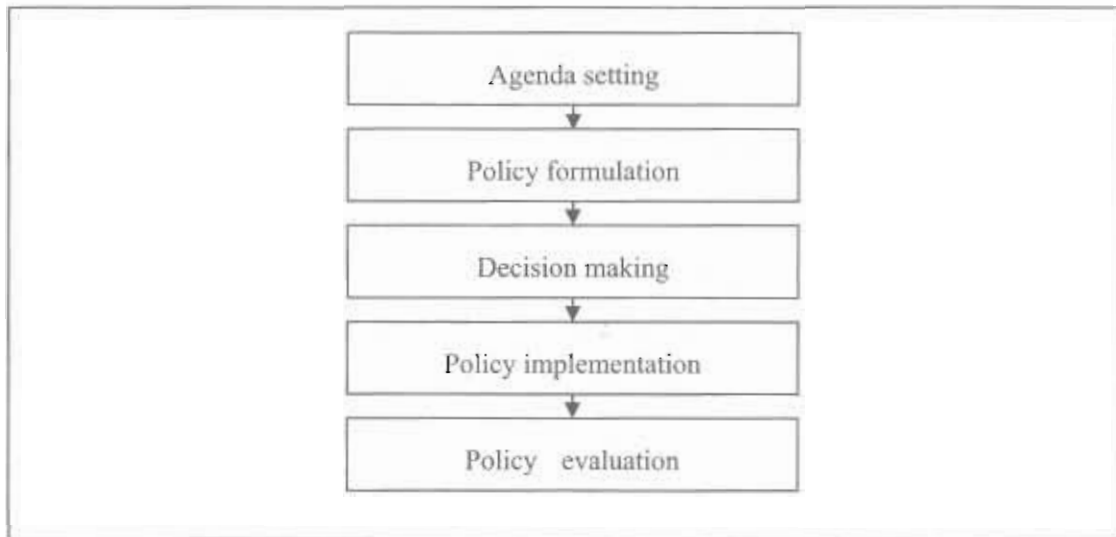 Agenda setting
Policy formulation
Decision making
Policy implementation
Policy evaluation